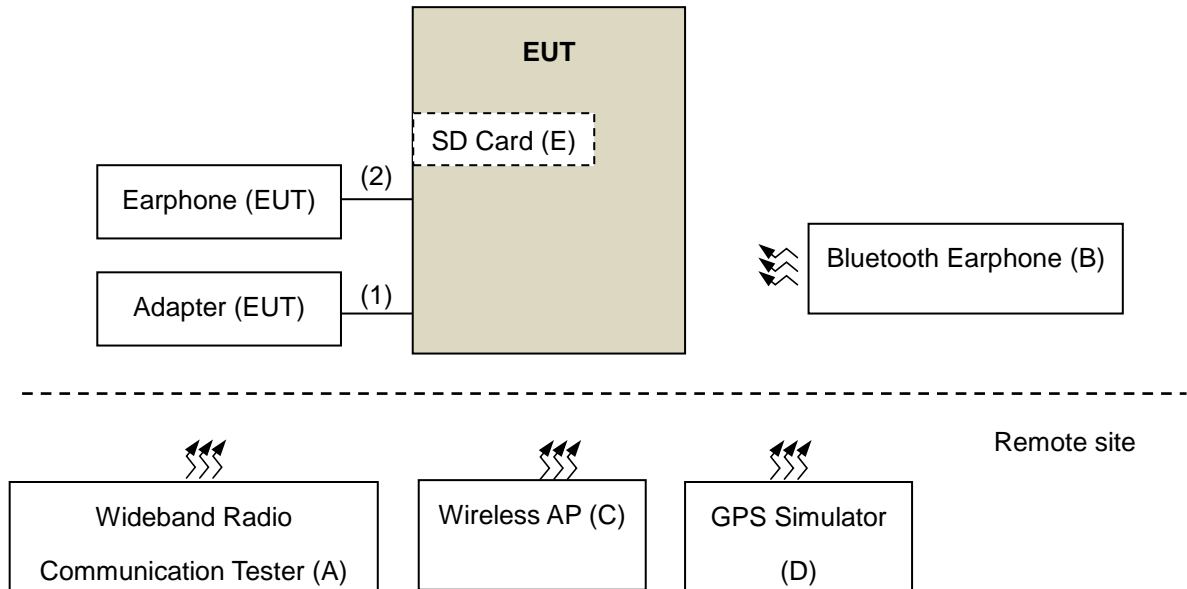 EUT
SD Card (E)
(2)
Earphone (EUT)
Bluetooth Earphone (B)
(1)
Adapter (EUT)
Remote site
Wideband Radio
Communication Tester (A)
Wireless AP (C)
GPS Simulator
(D)